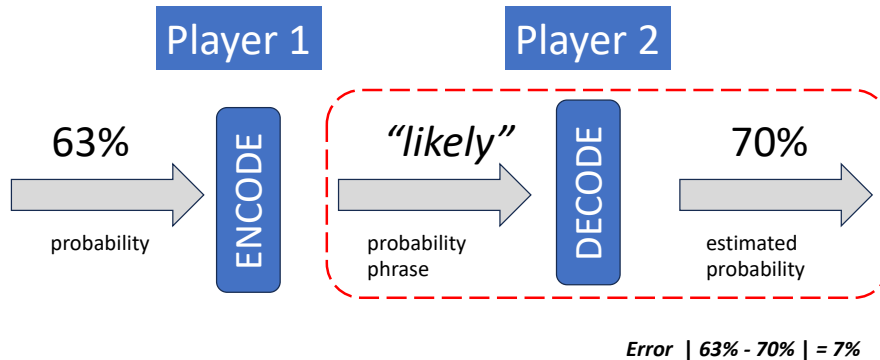 Player 1
Player 2
63%
ENCODE
“likely”
DECODE
70%
probability
probability
phrase
estimated
probability
Error | 63% - 70% | = 7%